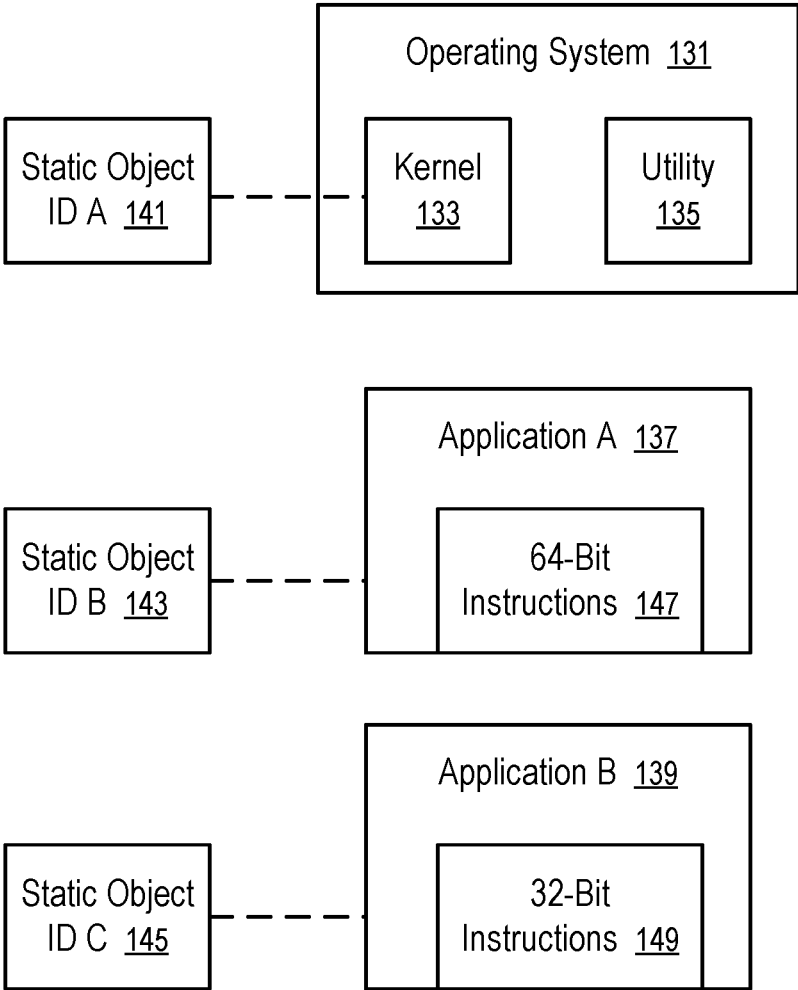 Operating System 131
Static Object
ID A 141
Kernel
133
Utility
135
Application A 137
Static Object
ID B 143
64-Bit
Instructions 147
Application B 139
Static Object
ID C 145
32-Bit
Instructions 149